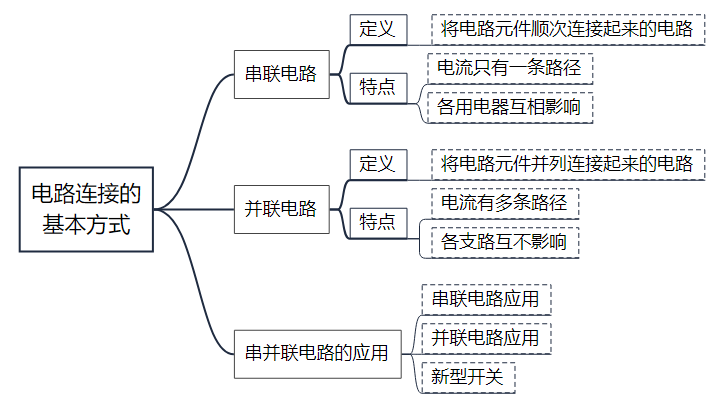 电路连接的
基本方式
串联电路
定义
将电路元件顺次连接起来的电路
特点
电流只有一条路径
各用电器互相影响
并联电路
定义
将电路元件并列连接起来的电路
特点
电流有多条路径
各支路互不影响
串并联电路的应用
串联电路应用
并联电路应用
新型开关